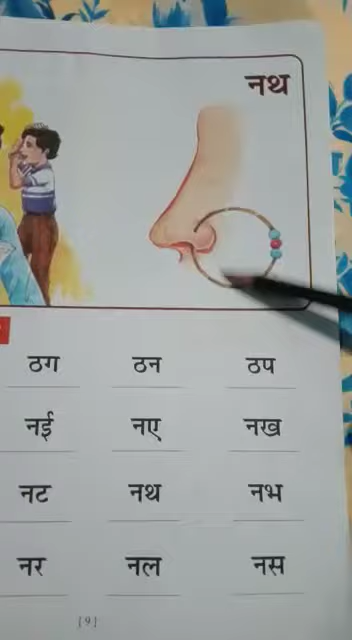 नथ
ठग ठन ठप
नई नए नख
नट नथ नभ
नर नल नस
[9]